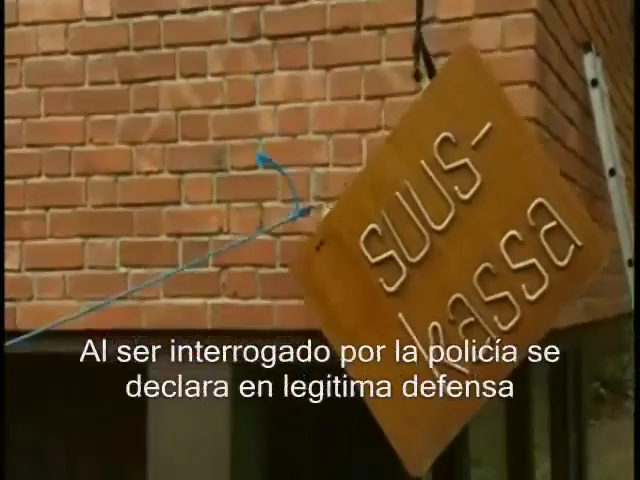 suus-
kassa
Al ser interrogado por la policía se
declara en legitima defensa